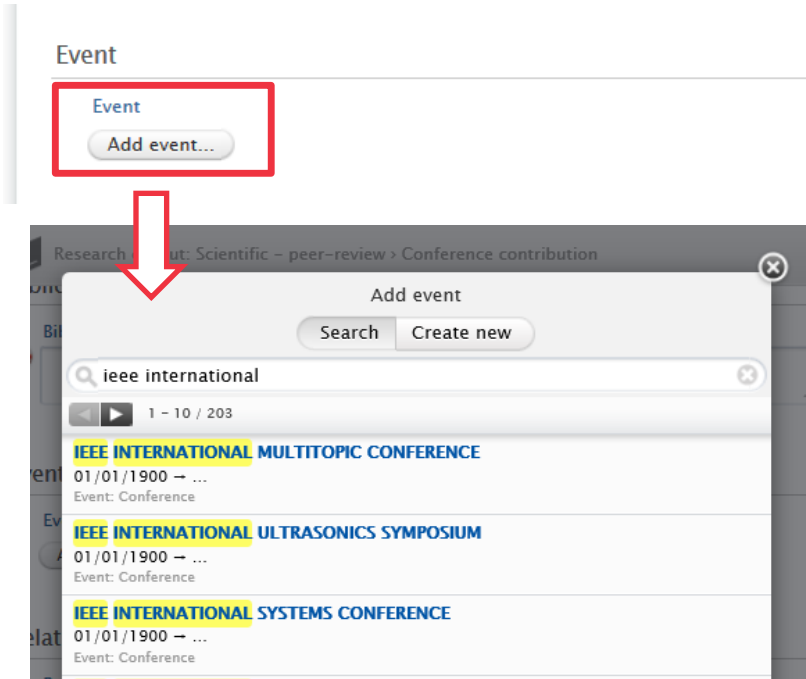 Event
Event
Add event...
Research ut: Scientific - peer-review › Conference contribution
Add event
Search Create new
ieee international
1 - 10 / 203
IEEE INTERNATIONAL MULTITOPIC CONFERENCE
01/01/1900 → ...
Event: Conference
IEEE INTERNATIONAL ULTRASONICS SYMPOSIUM
01/01/1900 → ...
Event: Conference
IEEE INTERNATIONAL SYSTEMS CONFERENCE
01/01/1900 → ...
Event: Conference